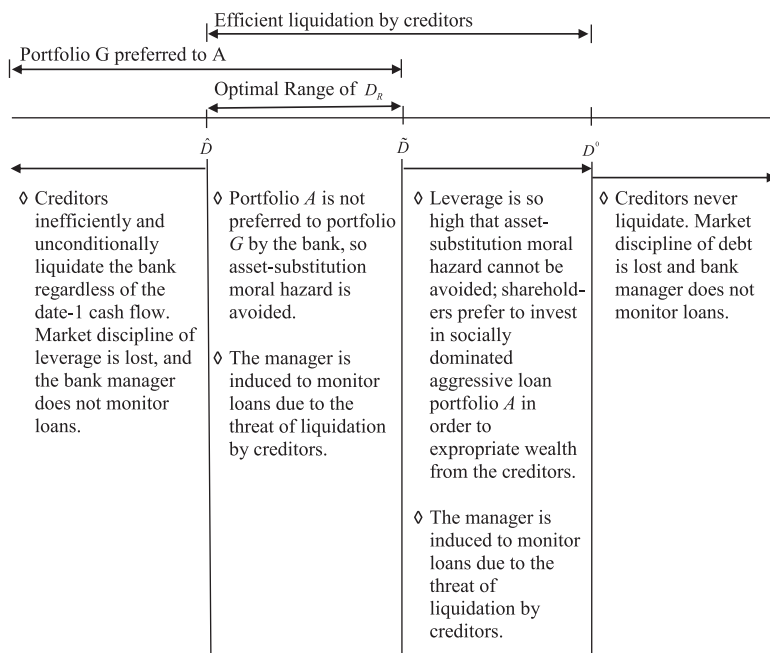 Efficient liquidation by creditors
Portfolio G preferred to A
Optimal Range of D_R
D̂
D̃
D⁰
◊ Creditors
inefficiently and
unconditionally
liquidate the bank
regardless of the
date-1 cash flow.
Market discipline of
leverage is lost, and
the bank manager
does not monitor
loans.
◊ Portfolio A is not
preferred to portfolio
G by the bank, so
asset-substitution
moral hazard is
avoided.
◊ The manager is
induced to monitor
loans due to the
threat of liquidation
by creditors.
◊ Leverage is so
high that asset-
substitution moral
hazard cannot be
avoided; sharehold-
ers prefer to invest
in socially
dominated
aggressive loan
portfolio A in
order to
expropriate wealth
from the creditors.
◊ The manager is
induced to monitor
loans due to the
threat of
liquidation by
creditors.
◊ Creditors never
liquidate. Market
discipline of debt
is lost and bank
manager does not
monitor loans.